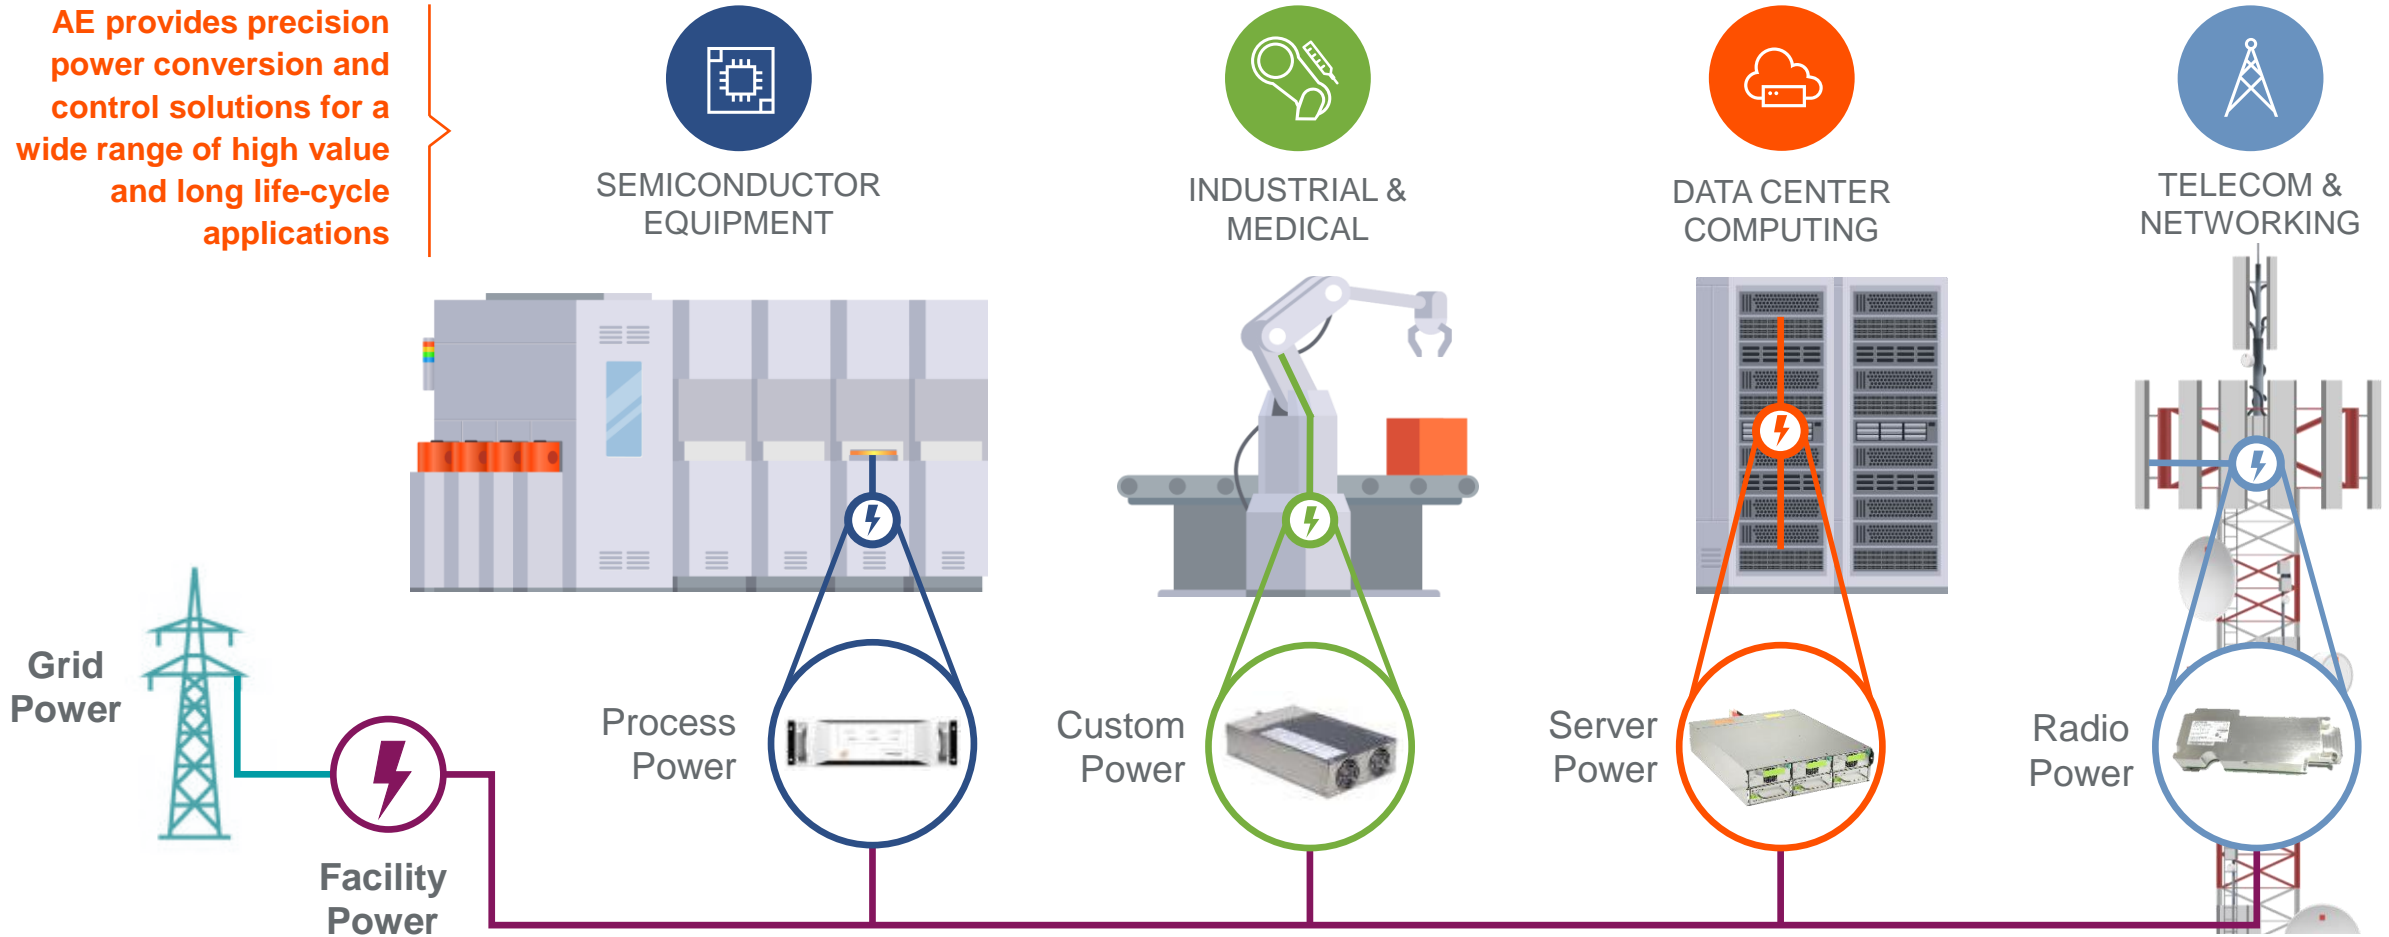 AE provides precision
power conversion and
control solutions for a
wide range of high value
and long life-cycle
applications
SEMICONDUCTOR
EQUIPMENT
INDUSTRIAL &
MEDICAL
DATA CENTER
COMPUTING
TELECOM &
NETWORKING
Grid
Power
Facility
Power
Process
Power
Custom
Power
Server
Power
Radio
Power